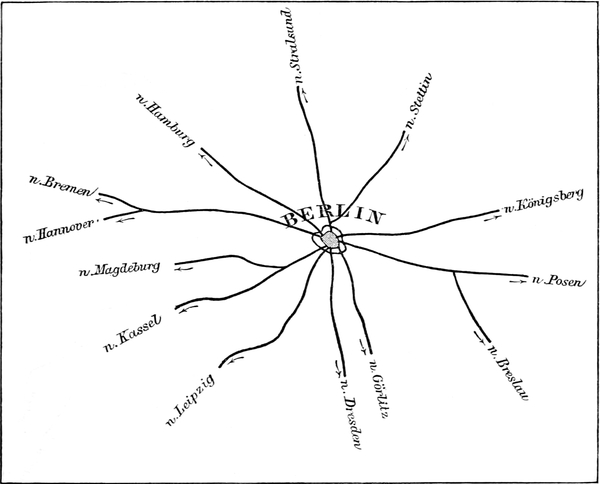 n. Stralsund
n. Stettin
n. Hamburg
n. Bremen
n. Hannover.
BERLIN
n. Königsberg
n. Magdeburg
n. Posen
n. Kassel
n. Leipzig
n. Dresden
n. Görlitz
n. Breslau